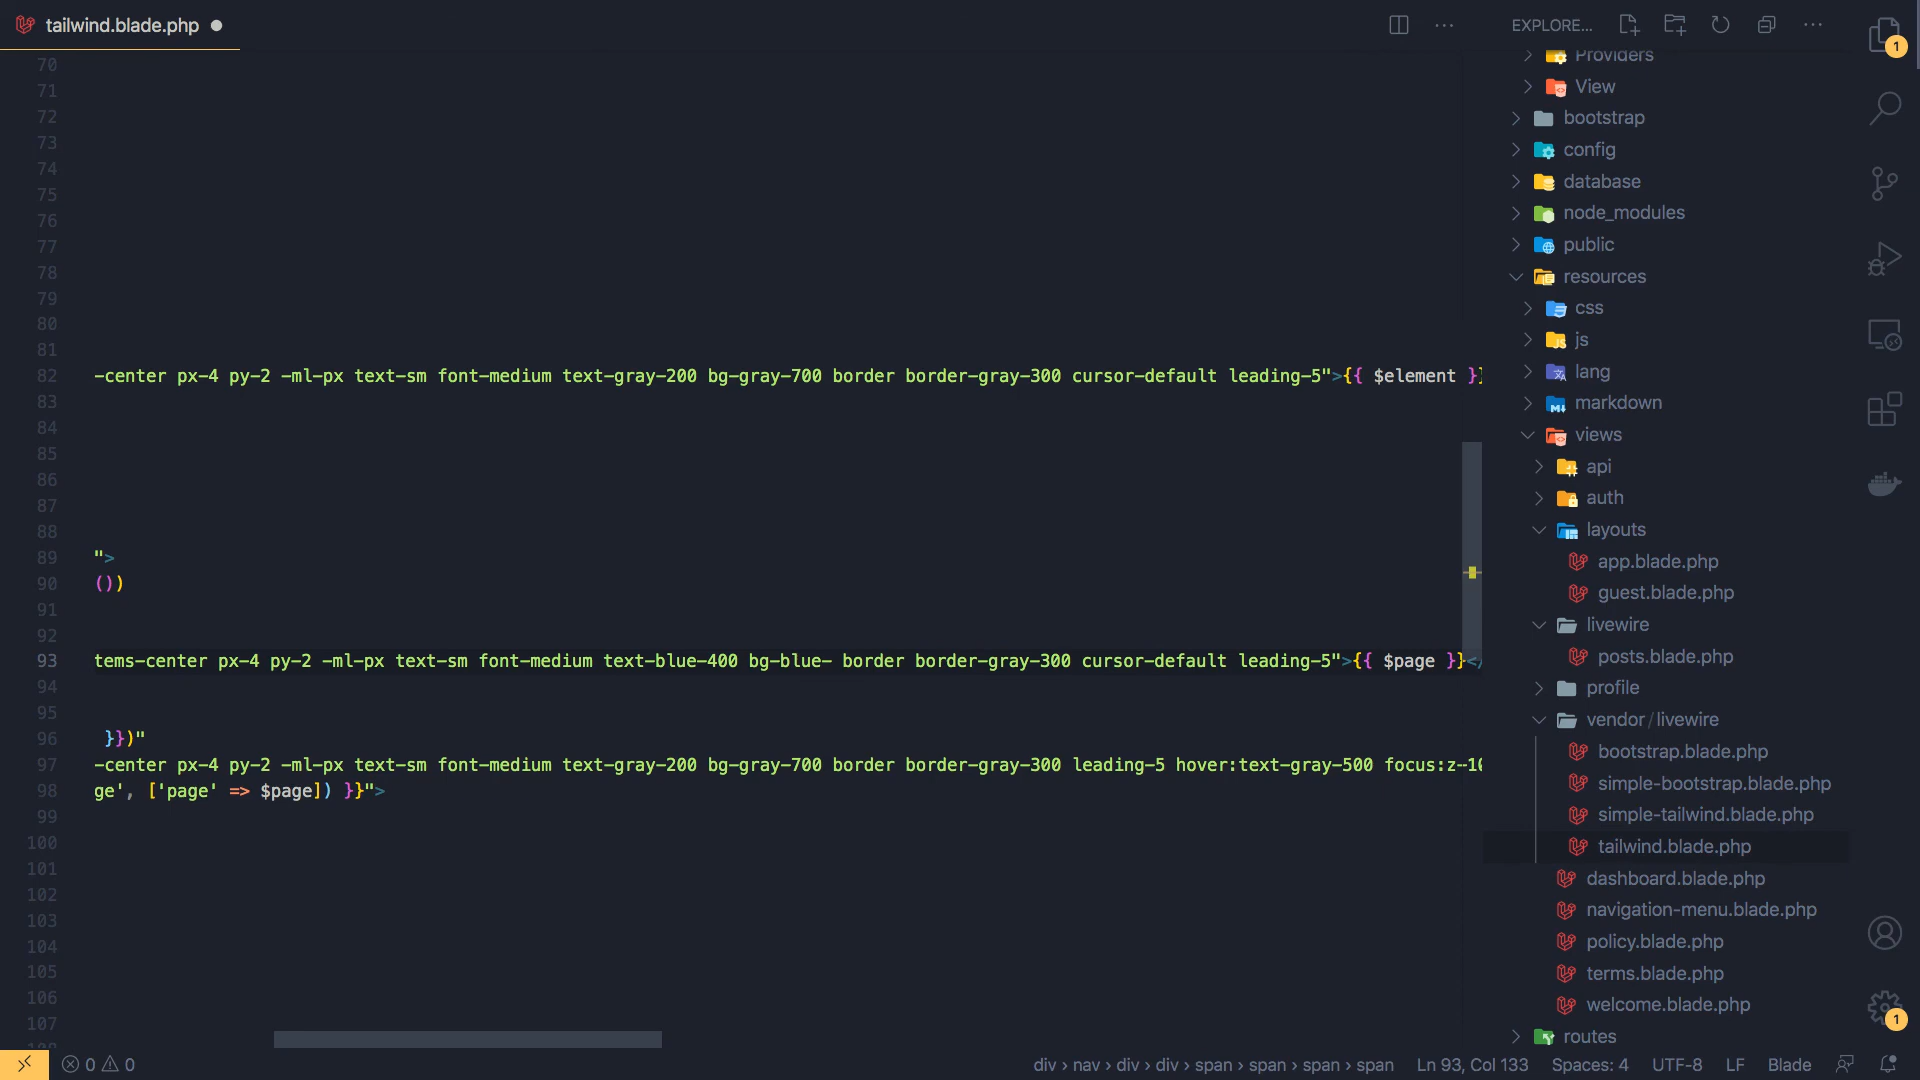 tailwind.blade.php
EXPLORE...
70
71
72
73
74
75
76
77
78
79
80
81
82 -center px-4 py-2 -ml-px text-sm font-medium text-gray-200 bg-gray-700 border border-gray-300 cursor-default leading-5">{{ $element }}
83
84
85
86
87
88
89 ">
90 ())
91
92
93 tems-center px-4 py-2 -ml-px text-sm font-medium text-blue-400 bg-blue- border border-gray-300 cursor-default leading-5">{{ $page }}</
94
95
96 }})"
97 -center px-4 py-2 -ml-px text-sm font-medium text-gray-200 bg-gray-700 border border-gray-300 leading-5 hover:text-gray-500 focus:z-10
98 ge', ['page' => $page]) }}">
99
100
101
102
103
104
105
106
107
108
Providers
View
bootstrap
config
database
node_modules
public
resources
css
js
lang
markdown
views
api
auth
layouts
app.blade.php
guest.blade.php
livewire
posts.blade.php
profile
vendor / livewire
bootstrap.blade.php
simple-bootstrap.blade.php
simple-tailwind.blade.php
tailwind.blade.php
dashboard.blade.php
navigation-menu.blade.php
policy.blade.php
terms.blade.php
welcome.blade.php
routes
1
1
0 0
div › nav › div › div › span › span › span › span Ln 93, Col 133 Spaces: 4 UTF-8 LF Blade